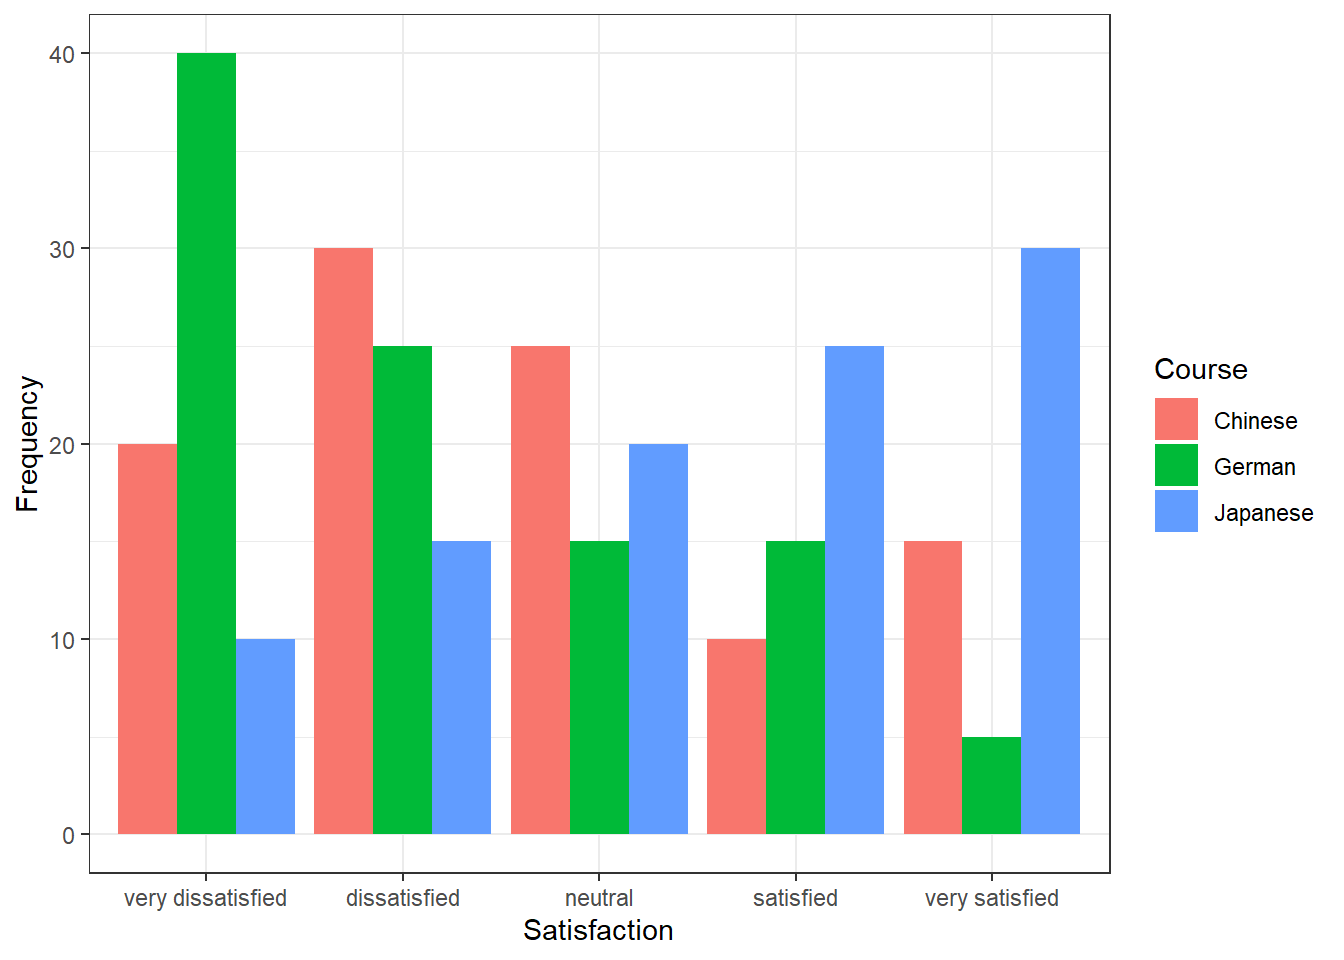 Frequency
40
30
20
10
0
very dissatisfied
dissatisfied
neutral
satisfied
very satisfied
Satisfaction
Course
Chinese
German
Japanese